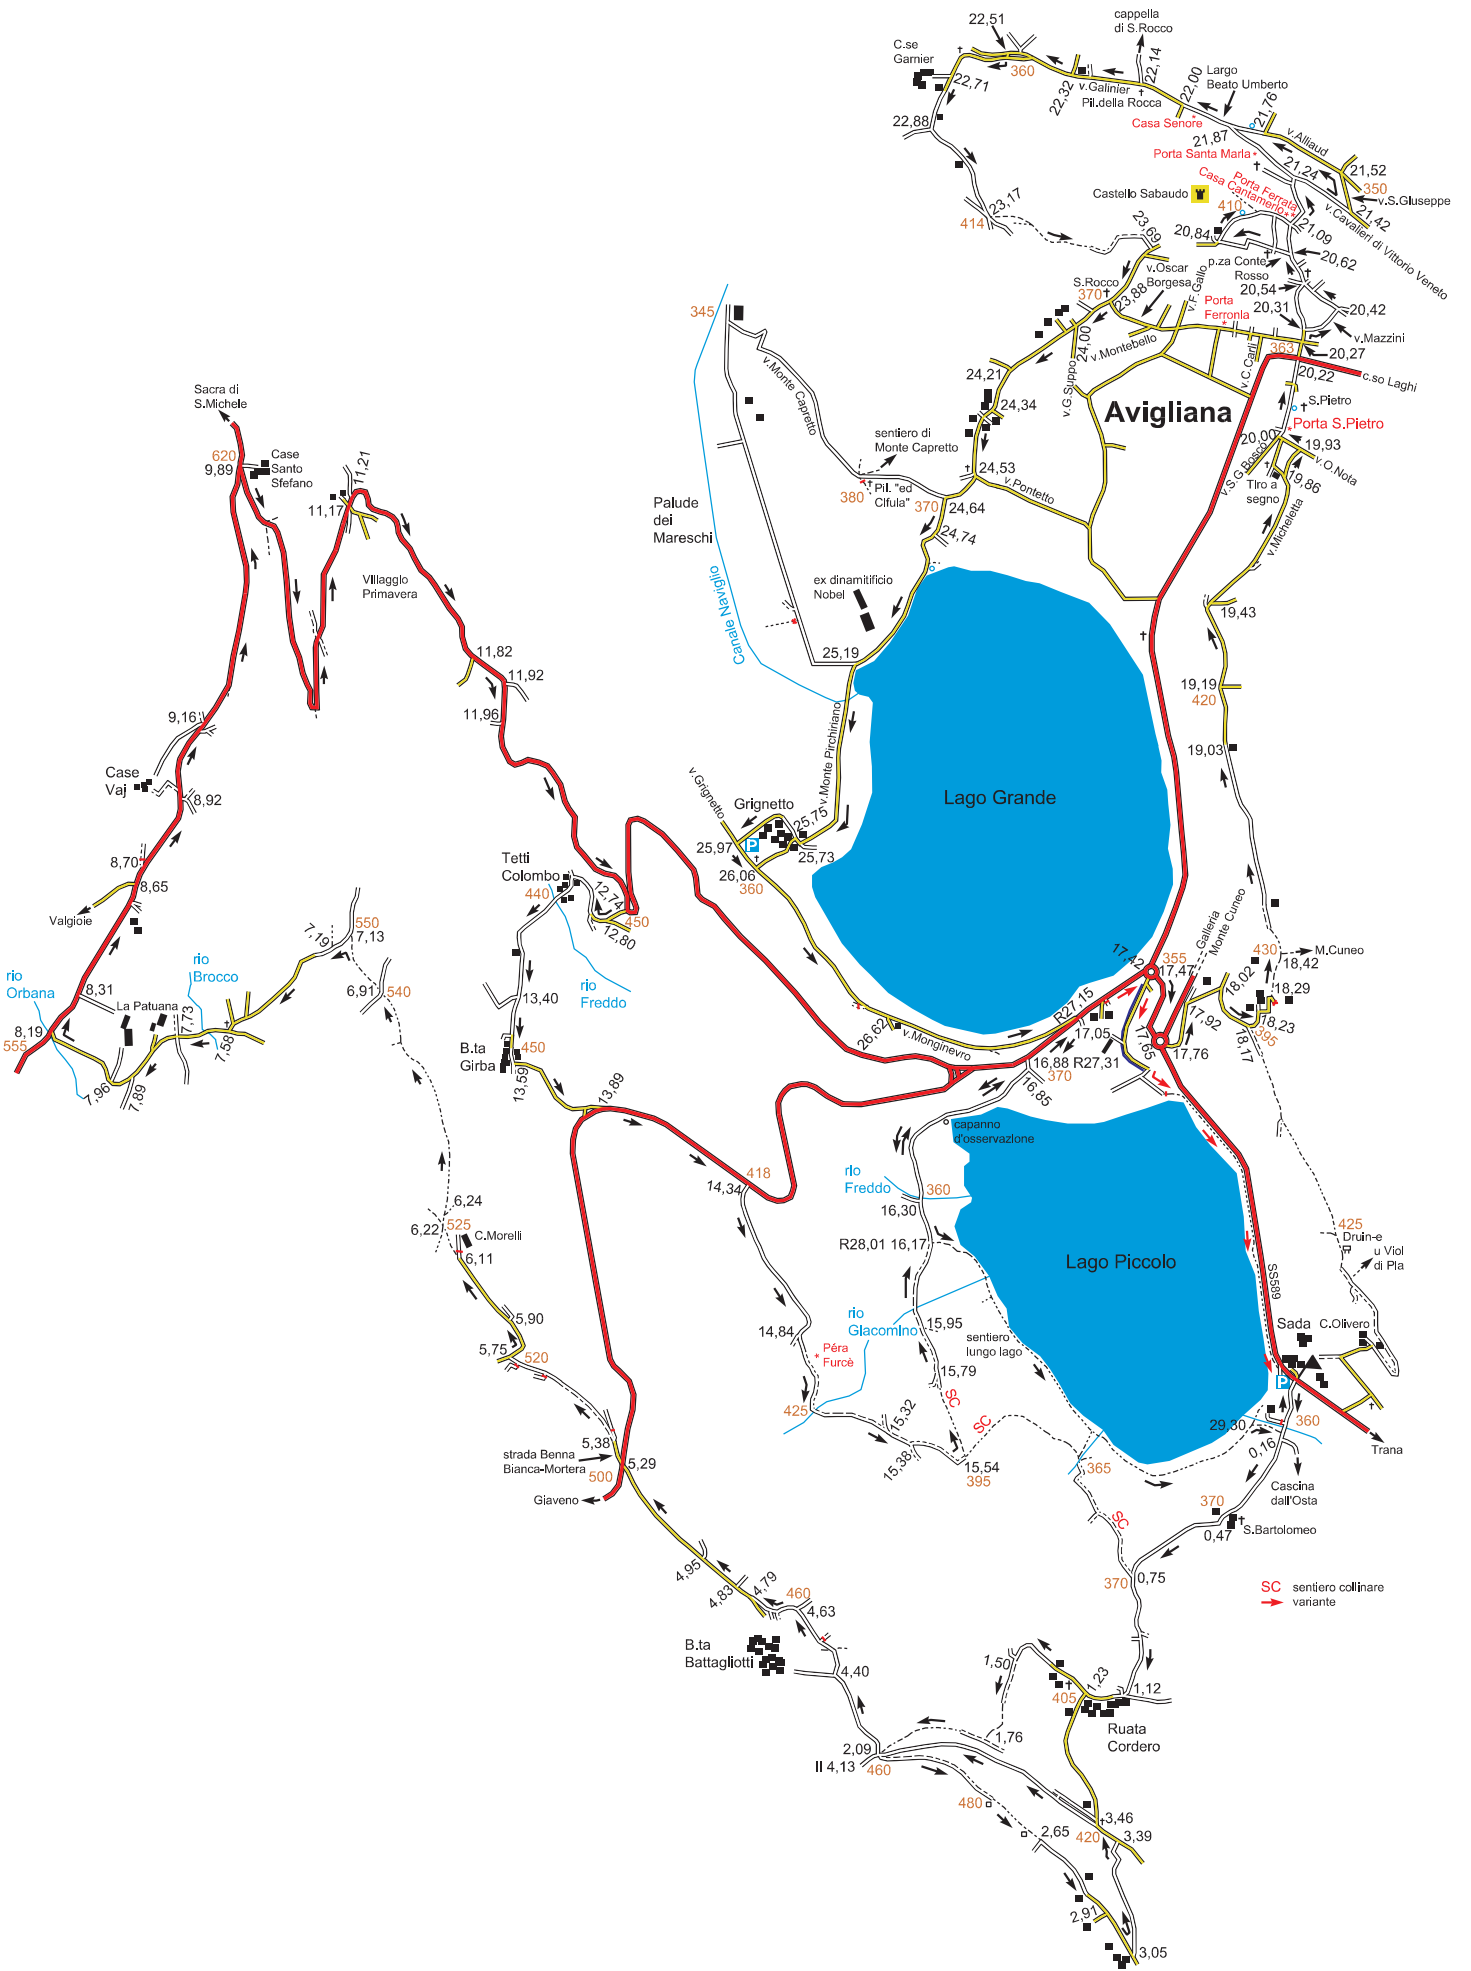 22,51
cappella
di S.Rocco
C.se
Garnier
360
22,71
22,32
v.Galinier
Pil.della Rocca
22,14
22,00
Largo
Beato Umberto
21,76
Casa Senore
21,87
v.Alliaud
22,88
Porta Santa Maria
21,24
21,52
350
v.S.Giuseppe
21,42
Castello Sabaudo
Porta Ferrata
Casa Cantamerlo
410
v.Cavalieri di Vittorio Veneto
23,17
414
23,69
20,84
21,09
20,62
p.za Conte
Rosso
v.Oscar
Borgesa
v.F.Gallo
S.Rocco
370
23,88
20,54
20,31
20,42
Porta
Ferronia
v.Mazzini
345
24,00
v.Montebello
v.C.Carli
363
20,27
20,22
c.so Laghi
v.Monte Capretto
24,21
v.G.Suppo
24,34
Avigliana
S.Pietro
Porta S.Pietro
Sacra di
S.Michele
sentiero di
Monte Capretto
20,00
19,93
v.O.Nota
620
9,89
Case
Santo
Sfefano
11,21
11,17
24,53
v.S.G.Bosco
Tiro a
segno
19,86
380
Pil. "ed
Cifula"
370
24,64
v.Pontetto
Palude
dei
Mareschi
24,74
v.Micheletta
Villaggio
Primavera
Canale Naviglio
ex dinamitificio
Nobel
19,43
11,82
25,19
11,92
19,19
420
9,16
11,96
v.Monte Pirchiriano
19,03
Case
Vaj
8,92
v.Grignetto
Grignetto
Lago Grande
25,75
25,97
P
25,73
8,70
8,65
Tetti
Colombo
440
12,74
26,06
360
Valgioie
550
7,19
7,13
450
12,80
Galleria
Monte Cuneo
430
M.Cuneo
18,42
rio
Orbana
rio
Brocco
17,42
355
17,47
18,02
8,31
La Patuana
6,91
540
13,40
rio
Freddo
R27,15
18,29
18,23
395
18,17
8,19
555
7,73
7,58
26,62
v.Monginevro
17,05
17,92
B.ta
Girba
450
13,59
16,88
370
R27,31
17,65
17,76
7,96
7,89
13,89
16,85
capanno
d'osservazione
418
14,34
rio
Freddo
360
16,30
6,24
6,22
525
C.Morelli
6,11
R28,01 16,17
Lago Piccolo
425
Druin-e
u Viol
di Pla
SS589
rio
Giacomino
5,90
15,95
sentiero
lungo lago
Sada
C.Olivero
5,75
520
14,84
Péra
Furcè
15,79
SC
P
425
15,32
SC
29,30
360
5,38
strada Benna
Bianca-Mortera
500
5,29
15,38
15,54
395
365
0,16
Trana
Giaveno
Cascina
dall'Osta
370
SC
0,47
S.Bartolomeo
4,95
4,83
4,79
460
4,63
370
0,75
SC sentiero collinare
variante
B.ta
Battagliotti
4,40
1,50
1,23
405
1,12
Ruata
Cordero
1,76
2,09
II 4,13
460
480
3,46
420
3,39
2,65
2,91
3,05